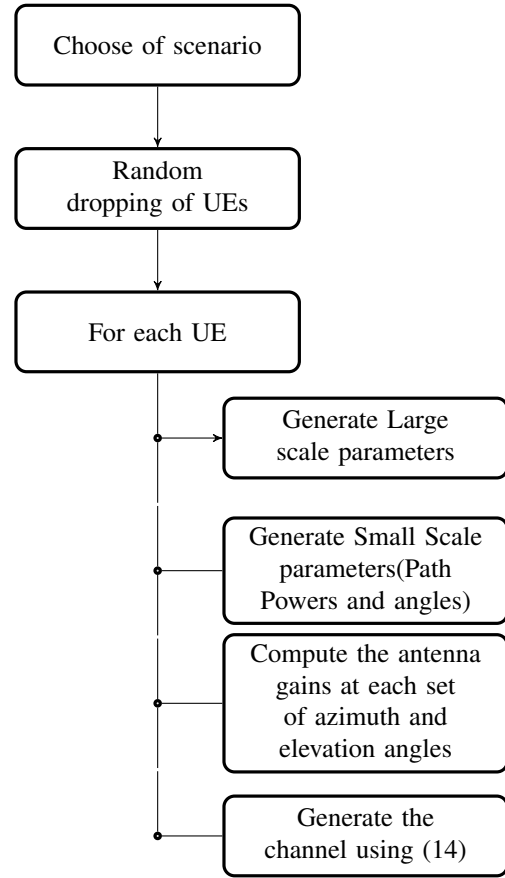 Choose of scenario
Random
dropping of UEs
For each UE
Generate Large
scale parameters
Generate Small Scale
parameters(Path
Powers and angles)
Compute the antenna
gains at each set
of azimuth and
elevation angles
Generate the
channel using (14)